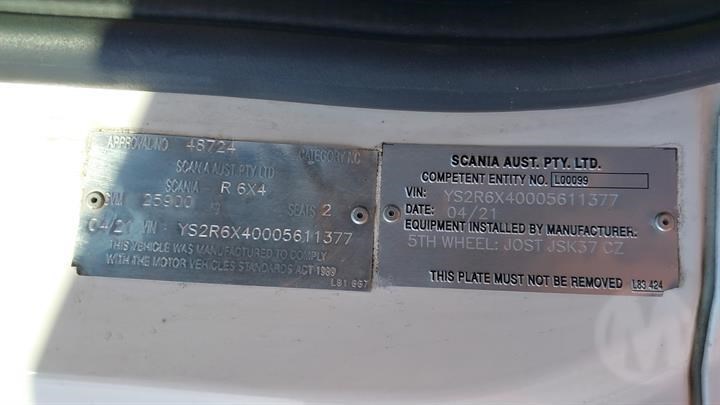 APPROVAL NO 48724 CATEGORY NC
SCANIA AUST. PTY LTD
SCANIA R 6X4
GVM 25900 kg SEATS 2
04/21 VIN YS2R6X40005611377
THIS VEHICLE WAS MANUFACTURED TO COMPLY
WITH THE MOTOR VEHICLES STANDARDS ACT 1989
L81 667
SCANIA AUST. PTY. LTD.
COMPETENT ENTITY NO. L00099
VIN: YS2R6X40005611377
DATE: 04/21
EQUIPMENT INSTALLED BY MANUFACTURER:
5TH WHEEL: JOST JSK37 CZ
THIS PLATE MUST NOT BE REMOVED L83 424
M